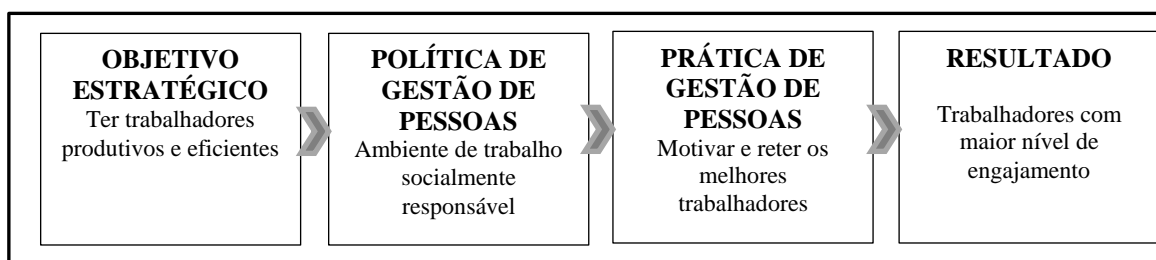 OBJETIVO
ESTRATÉGICO
Ter trabalhadores
produtivos e eficientes
POLÍTICA DE
GESTÃO DE
PESSOAS
Ambiente de trabalho
socialmente
responsável
PRÁTICA DE
GESTÃO DE
PESSOAS
Motivar e reter os
melhores
trabalhadores
RESULTADO
Trabalhadores com
maior nível de
engajamento